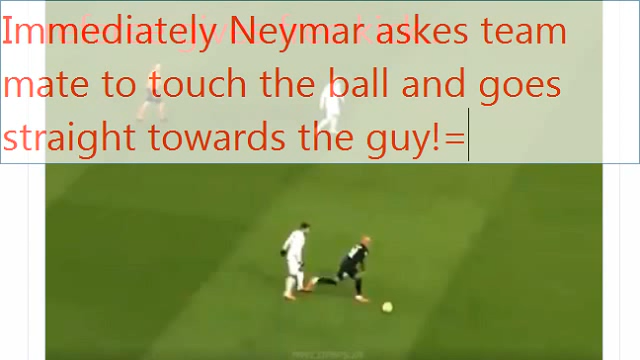 Immediately Neymar askes team
mate to touch the ball and goes
straight towards the guy!=